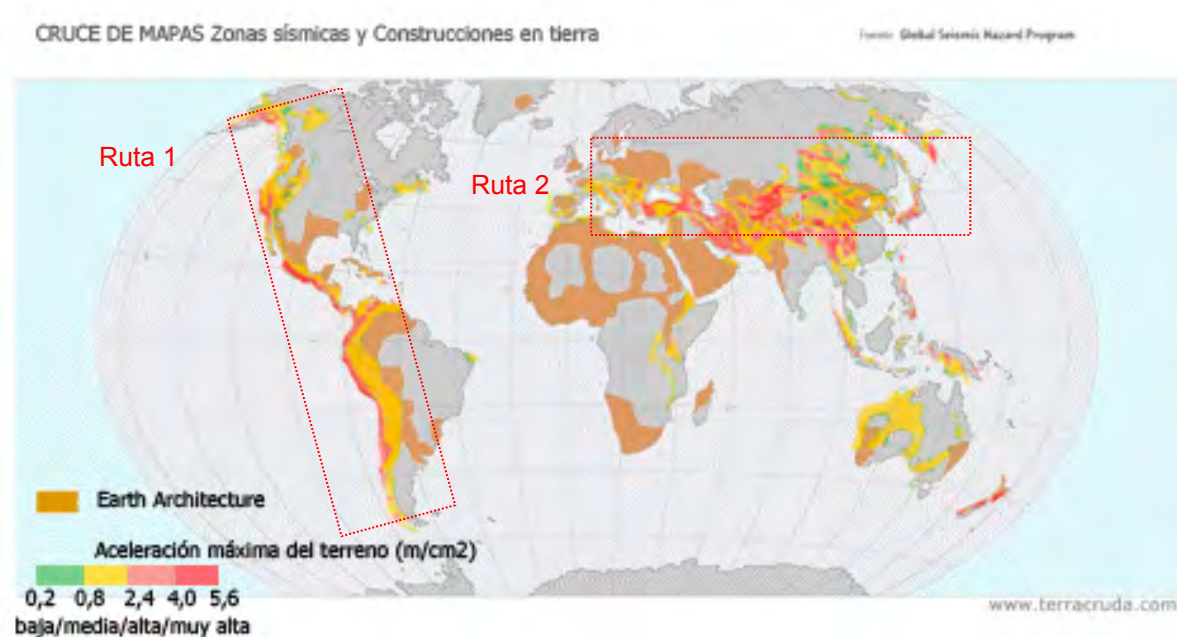 CRUCE DE MAPAS Zonas sísmicas y Construcciones en tierra
Fuente: Global Seismic Hazard Program
Ruta 1
Ruta 2
Earth Architecture
Aceleración máxima del terreno (m/cm2)
0,2 0,8 2,4 4,0 5,6
baja/media/alta/muy alta
www.terracruda.com